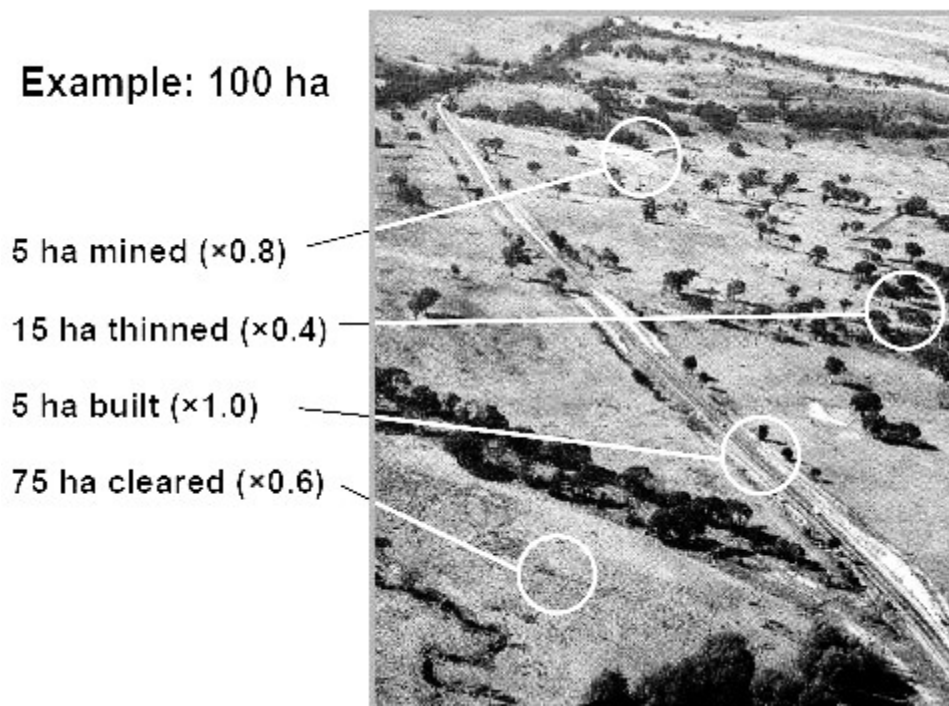 Example: 100 ha
5 ha mined (×0.8)
15 ha thinned (×0.4)
5 ha built (×1.0)
75 ha cleared (×0.6)